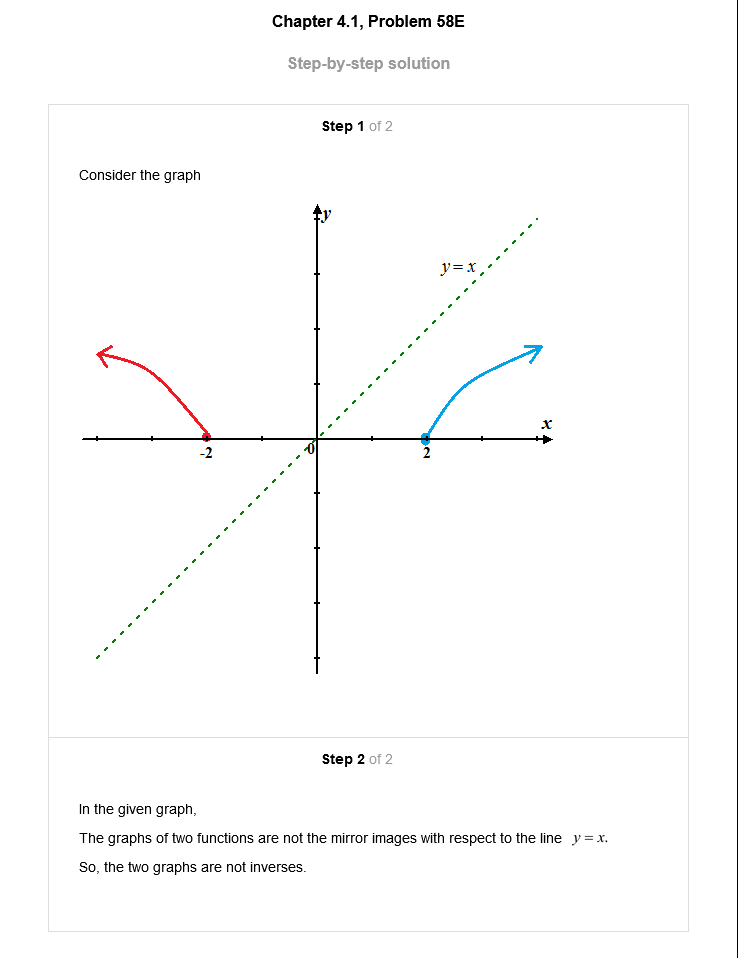 Chapter 4.1, Problem 58E
Step-by-step solution
Step 1 of 2
Consider the graph
y
y = x
x
-2
0
2
Step 2 of 2
In the given graph,
The graphs of two functions are not the mirror images with respect to the line y = x.
So, the two graphs are not inverses.